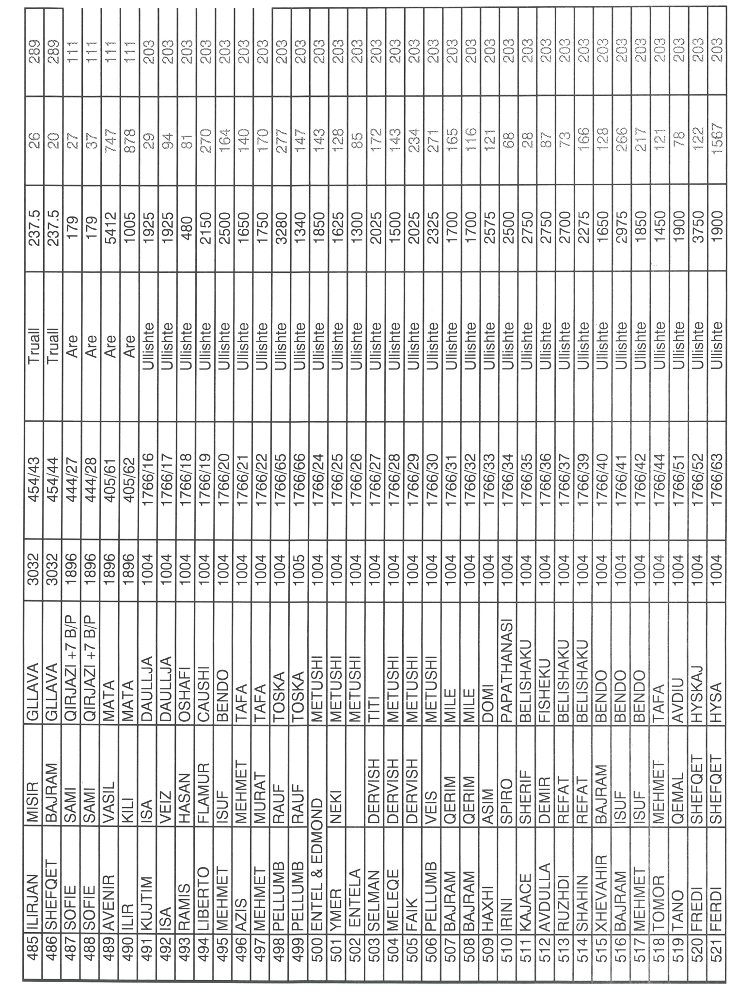 485 ILIRJAN MISIR GLLAVA 3032 454/43 Truall 237.5 26 289
486 SHEFQET BAJRAM GLLAVA 3032 454/44 Truall 237.5 20 289
487 SOFIE SAMI QIRJAZI +7 B/P 1896 444/27 Are 179 27 111
488 SOFIE SAMI QIRJAZI +7 B/P 1896 444/28 Are 179 37 111
489 AVENIR VASIL MATA 1896 405/61 Are 5412 747 111
490 ILIR KILI MATA 1896 405/62 Are 1005 878 111
491 KUJTIM ISA DAULLJA 1004 1766/16 Ullishte 1925 29 203
492 ISA VEIZ DAULLJA 1004 1766/17 Ullishte 1925 94 203
493 RAMIS HASAN OSHAFI 1004 1766/18 Ullishte 480 81 203
494 LIBERTO FLAMUR CAUSHI 1004 1766/19 Ullishte 2150 270 203
495 MEHMET ISUF BENDO 1004 1766/20 Ullishte 2500 164 203
496 AZIS MEHMET TAFA 1004 1766/21 Ullishte 1650 140 203
497 MEHMET MURAT TAFA 1004 1766/22 Ullishte 1750 170 203
498 PELLUMB RAUF TOSKA 1004 1766/65 Ullishte 3280 277 203
499 PELLUMB RAUF TOSKA 1005 1766/66 Ullishte 1340 147 203
500 ENTEL & EDMOND METUSHI 1004 1766/24 Ullishte 1850 143 203
501 YMER NEKI METUSHI 1004 1766/25 Ullishte 1625 128 203
502 ENTELA METUSHI 1004 1766/26 Ullishte 1300 85 203
503 SELMAN DERVISH TITI 1004 1766/27 Ullishte 2025 172 203
504 MELEQE DERVISH METUSHI 1004 1766/28 Ullishte 1500 143 203
505 FAIK DERVISH METUSHI 1004 1766/29 Ullishte 2025 234 203
506 PELLUMB VEIS METUSHI 1004 1766/30 Ullishte 2325 271 203
507 BAJRAM QERIM MILE 1004 1766/31 Ullishte 1700 165 203
508 BAJRAM QERIM MILE 1004 1766/32 Ullishte 1700 116 203
509 HAXHI ASIM DOMI 1004 1766/33 Ullishte 2575 121 203
510 IRINI SPIRO PAPATHANASI 1004 1766/34 Ullishte 2500 68 203
511 KAJACE SHERIF BELISHAKU 1004 1766/35 Ullishte 2750 28 203
512 AVDULLA DEMIR FISHEKU 1004 1766/36 Ullishte 2750 87 203
513 RUZHDI REFAT BELISHAKU 1004 1766/37 Ullishte 2700 73 203
514 SHAHIN REFAT BELISHAKU 1004 1766/39 Ullishte 2275 166 203
515 XHEVAHIR BAJRAM BENDO 1004 1766/40 Ullishte 1650 128 203
516 BAJRAM ISUF BENDO 1004 1766/41 Ullishte 2975 266 203
517 MEHMET ISUF BENDO 1004 1766/42 Ullishte 1850 217 203
518 TOMOR MEHMET TAFA 1004 1766/44 Ullishte 1450 121 203
519 TANO QEMAL AVDIU 1004 1766/51 Ullishte 1900 78 203
520 FREDI SHEFQET HYSKAJ 1004 1766/52 Ullishte 3750 122 203
521 FERDI SHEFQET HYSA 1004 1766/63 Ullishte 1900 1567 203